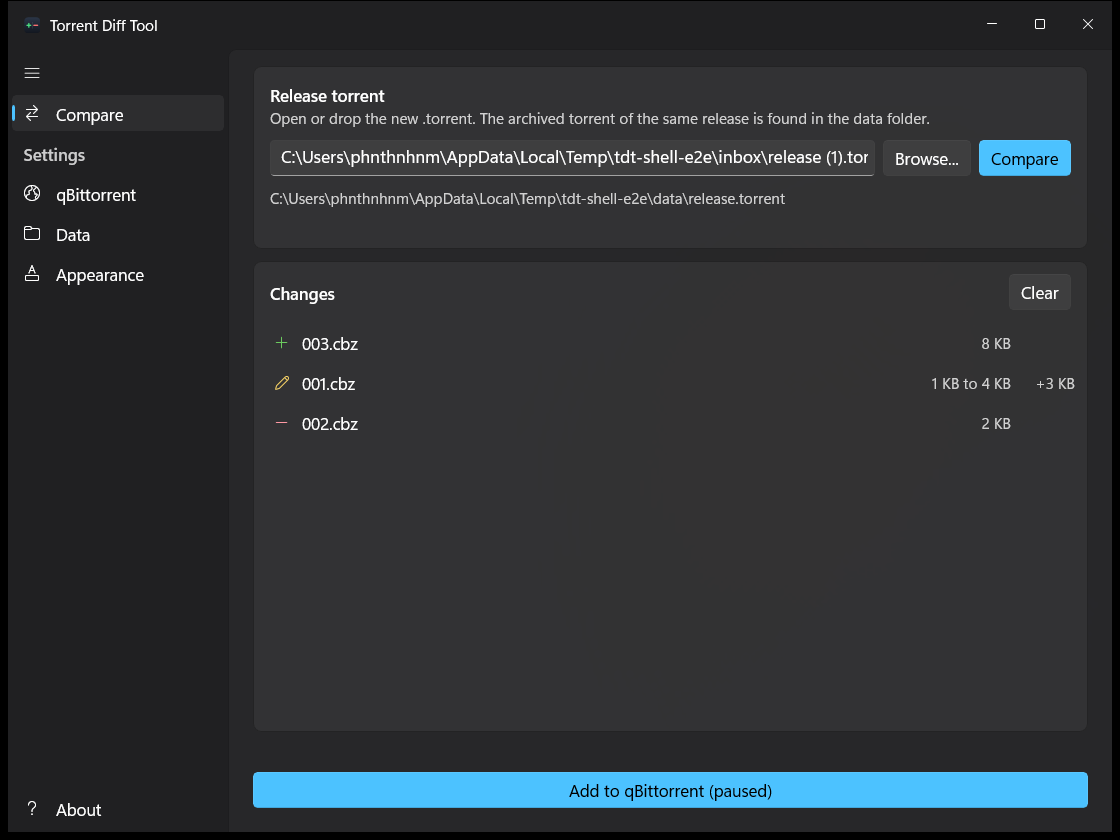 Torrent Diff Tool
Compare
Settings
qBittorrent
Data
Appearance
About
Release torrent
Open or drop the new .torrent. The archived torrent of the same release is found in the data folder.
C:\Users\phnthnhnm\AppData\Local\Temp\tdt-shell-e2e\inbox\release (1).tor
Browse...
Compare
C:\Users\phnthnhnm\AppData\Local\Temp\tdt-shell-e2e\data\release.torrent
Changes
Clear
+ 003.cbz 8 KB
001.cbz 1 KB to 4 KB +3 KB
− 002.cbz 2 KB
Add to qBittorrent (paused)